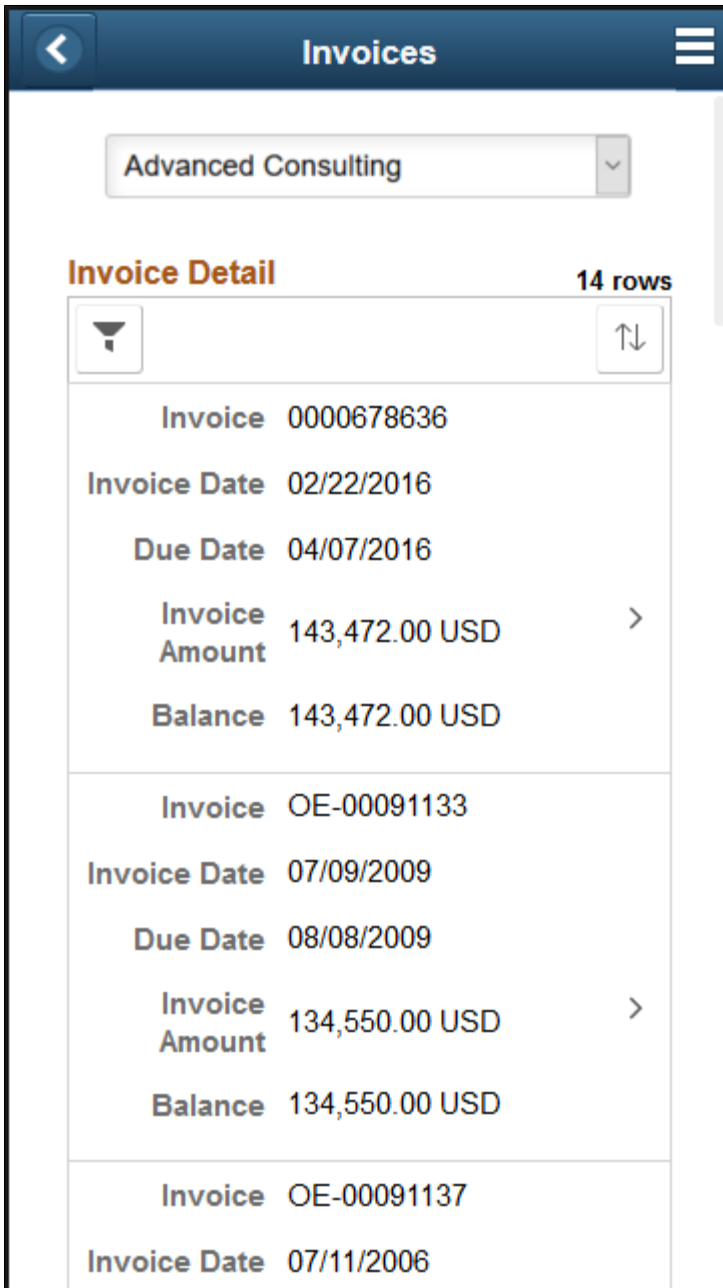 Invoices
Advanced Consulting
Invoice Detail 14 rows
Invoice 0000678636
Invoice Date 02/22/2016
Due Date 04/07/2016
Invoice
Amount 143,472.00 USD
Balance 143,472.00 USD
Invoice OE-00091133
Invoice Date 07/09/2009
Due Date 08/08/2009
Invoice
Amount 134,550.00 USD
Balance 134,550.00 USD
Invoice OE-00091137
Invoice Date 07/11/2006